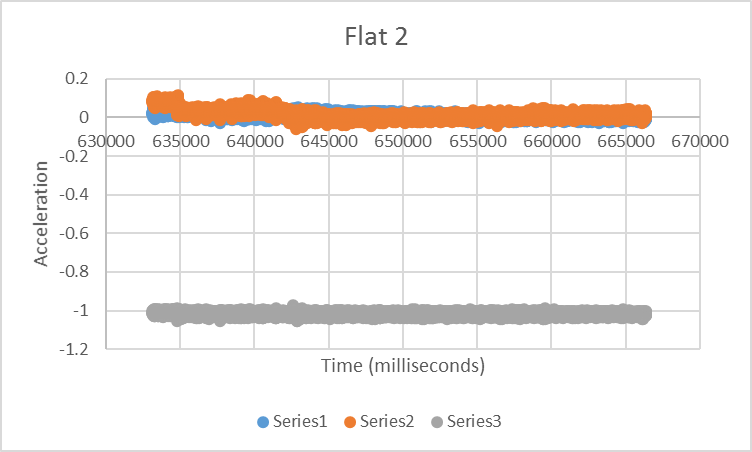 Flat 2
0.2
0
630000 635000 640000 645000 650000 655000 660000 665000 670000
-0.2
-0.4
-0.6
-0.8
-1
-1.2
Acceleration
Time (milliseconds)
Series1 Series2 Series3